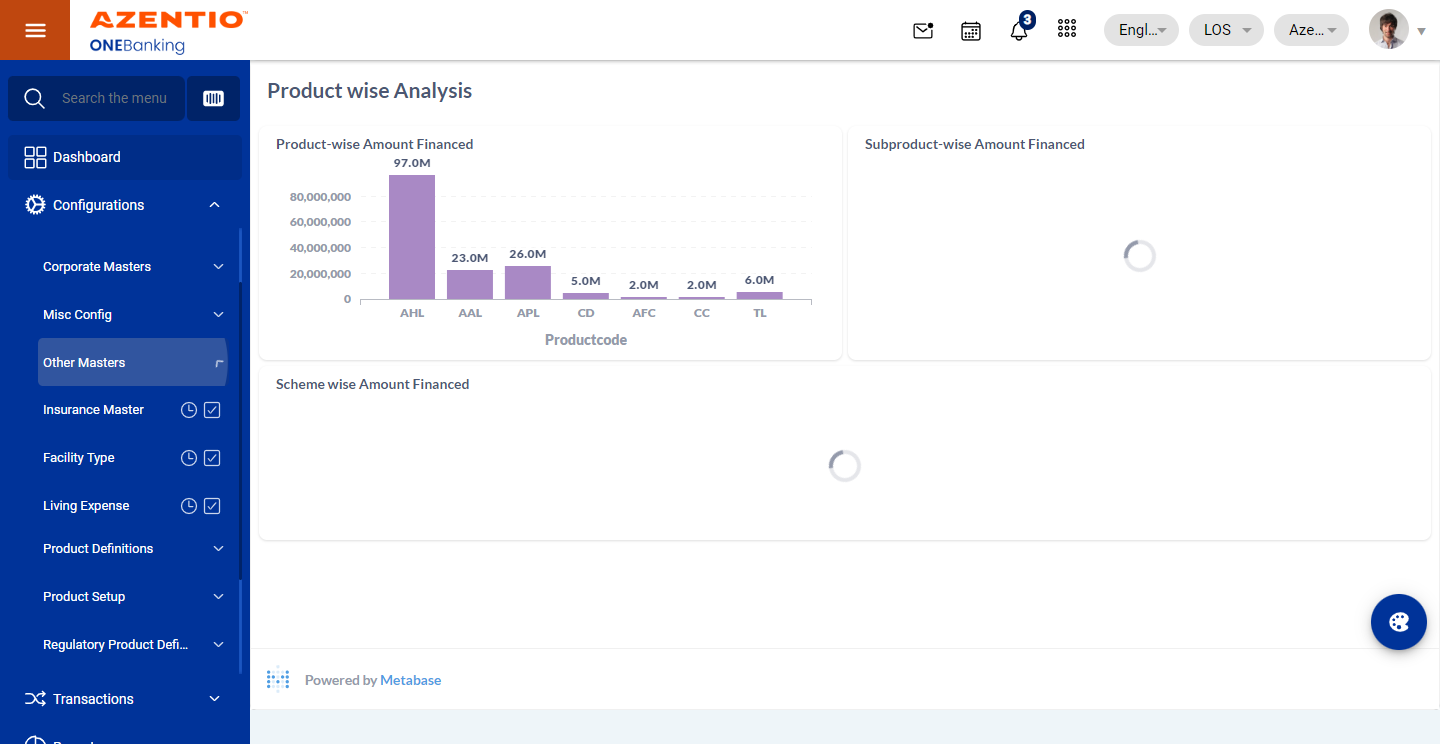 AZENTIO™
ONEBanking
3
Engl...
LOS
Aze...
Search the menu
Dashboard
Configurations
Corporate Masters
Misc Config
Other Masters
Insurance Master
Facility Type
Living Expense
Product Definitions
Product Setup
Regulatory Product Defi...
Transactions
Product wise Analysis
Product-wise Amount Financed
97.0M
80,000,000
60,000,000
40,000,000
20,000,000
0
23.0M
26.0M
5.0M
2.0M
2.0M
6.0M
AHL
AAL
APL
CD
AFC
CC
TL
Productcode
Subproduct-wise Amount Financed
Scheme wise Amount Financed
Powered by Metabase